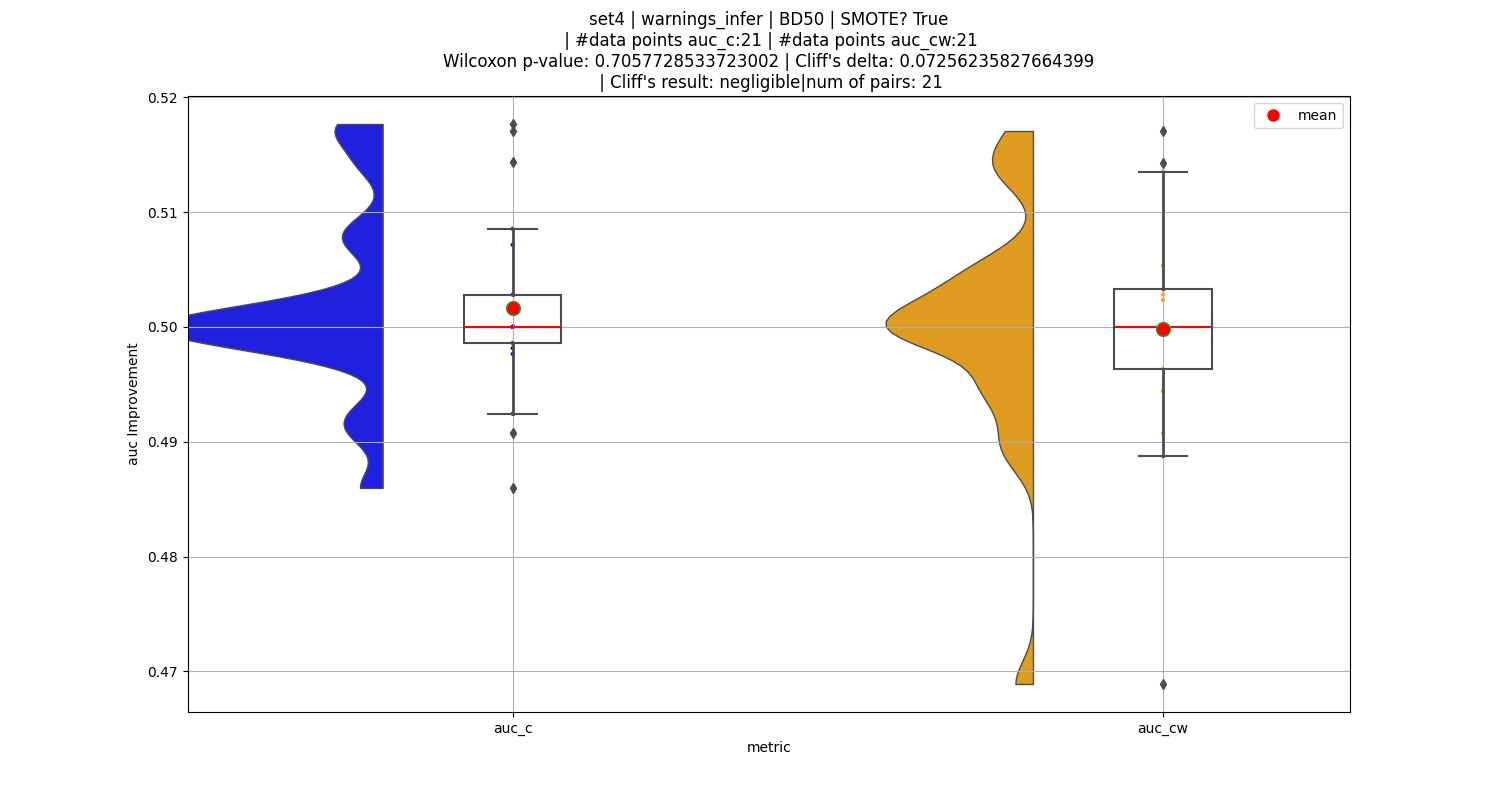 set4 | warnings_infer | BD50 | SMOTE? True
| #data points auc_c:21 | #data points auc_cw:21
Wilcoxon p-value: 0.7057728533723002 | Cliff's delta: 0.07256235827664399
| Cliff's result: negligible|num of pairs: 21
mean
0.52
0.51
0.50
0.49
0.48
0.47
auc Improvement
auc_c
auc_cw
metric